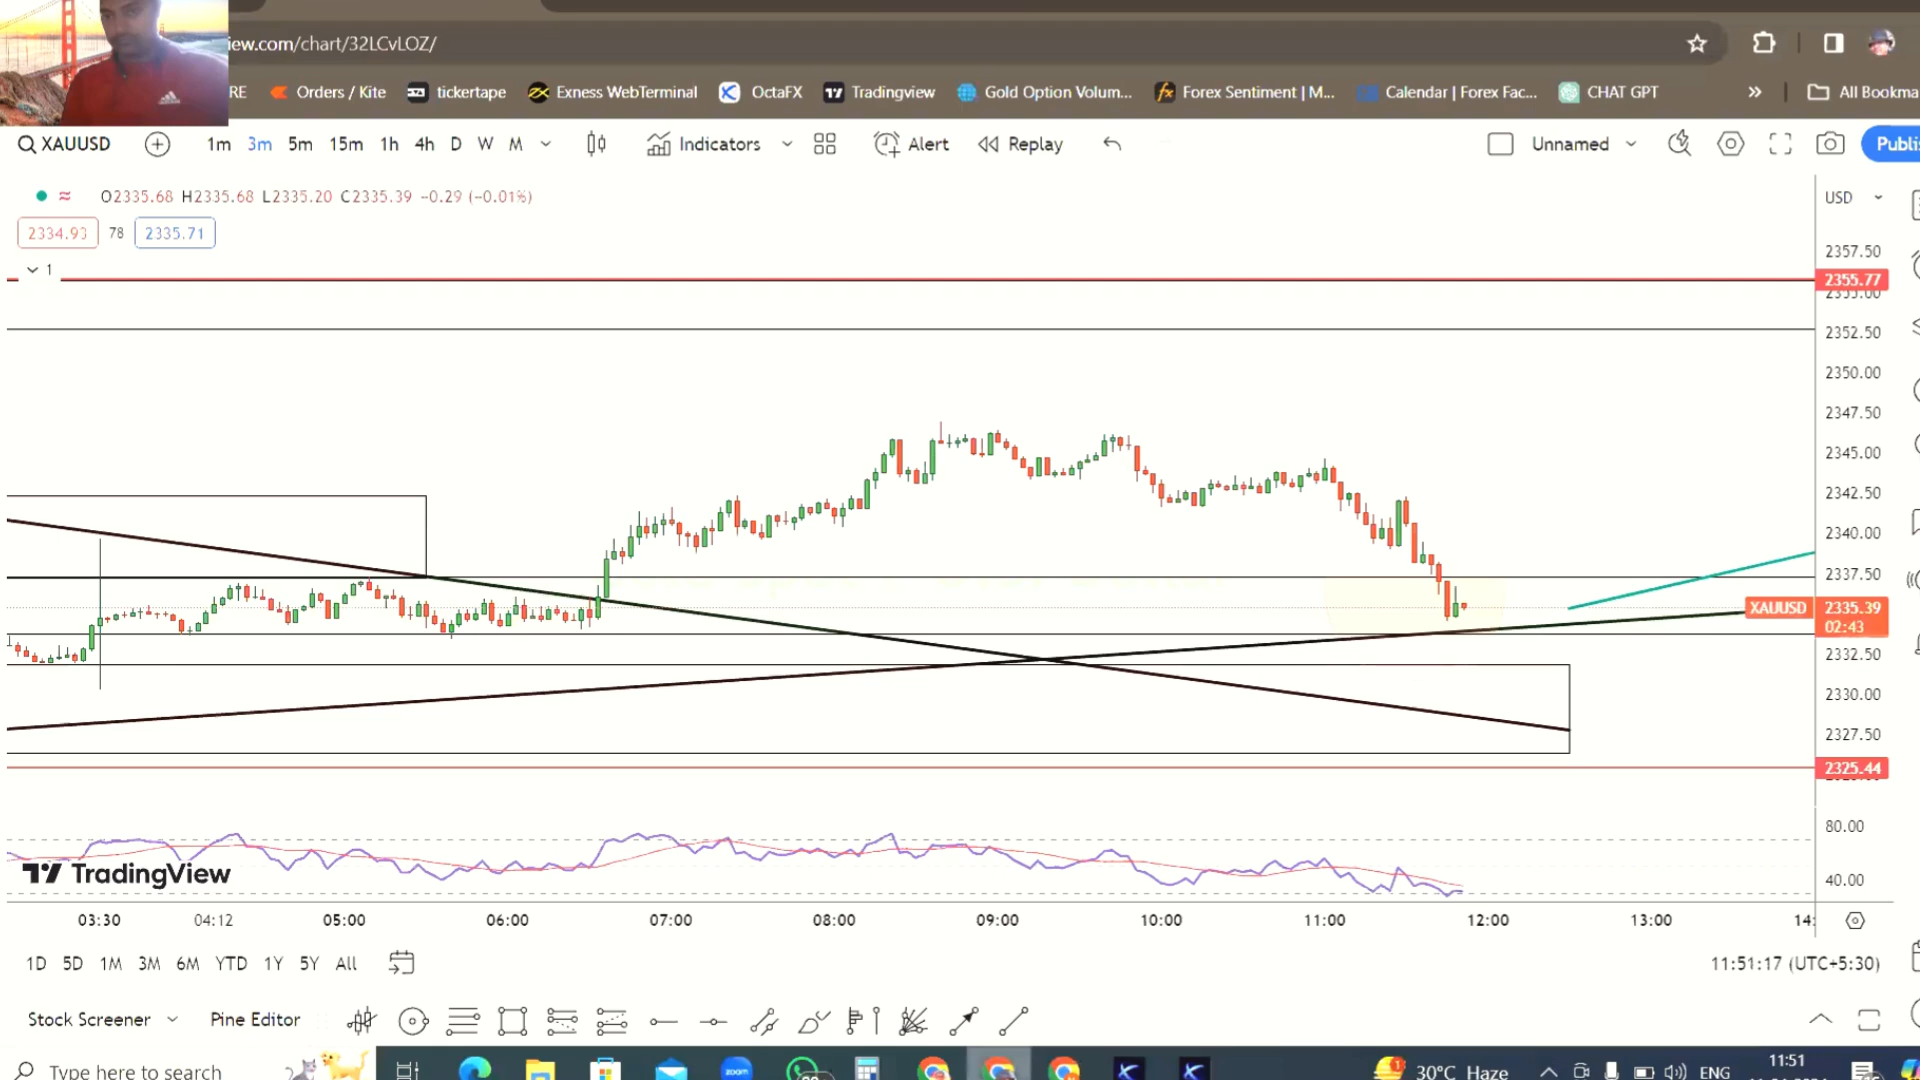 iew.com/chart/32LCvLOZ/
RE Orders / Kite tickertape Exness WebTerminal OctaFX Tradingview Gold Option Volum... Forex Sentiment | M... Calendar | Forex Fac... CHAT GPT » All Bookma
XAUUSD 1m 3m 5m 15m 1h 4h D W M Indicators Alert Replay Unnamed Publi
O2335.68 H2335.68 L2335.20 C2335.39 −0.29 (−0.01%) USD
2334.93 78 2335.71
2357.50
1
2355.77
2355.00
2352.50
2350.00
2347.50
2345.00
2342.50
2340.00
2337.50
XAUUSD 2335.39
02:43
2332.50
2330.00
2327.50
2325.44
80.00
TradingView
40.00
03:30 04:12 05:00 06:00 07:00 08:00 09:00 10:00 11:00 12:00 13:00 14:
1D 5D 1M 3M 6M YTD 1Y 5Y All 11:51:17 (UTC+5:30)
Stock Screener Pine Editor
Type here to search zoom 1 30°C Haze ENG 11:51